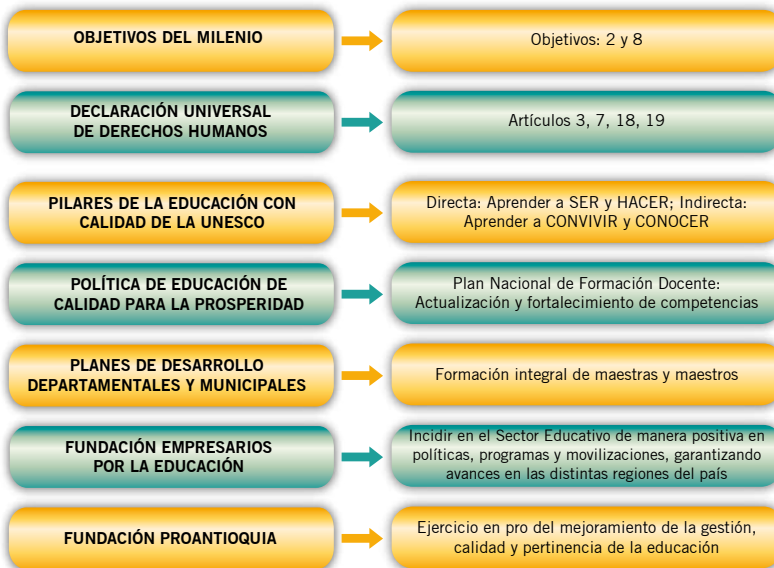 OBJETIVOS DEL MILENIO
Objetivos: 2 y 8
DECLARACIÓN UNIVERSAL
DE DERECHOS HUMANOS
Artículos 3, 7, 18, 19
PILARES DE LA EDUCACIÓN CON
CALIDAD DE LA UNESCO
Directa: Aprender a SER y HACER; Indirecta:
Aprender a CONVIVIR y CONOCER
POLÍTICA DE EDUCACIÓN DE
CALIDAD PARA LA PROSPERIDAD
Plan Nacional de Formación Docente:
Actualización y fortalecimiento de competencias
PLANES DE DESARROLLO
DEPARTAMENTALES Y MUNICIPALES
Formación integral de maestras y maestros
FUNDACIÓN EMPRESARIOS
POR LA EDUCACIÓN
Incidir en el Sector Educativo de manera positiva en
políticas, programas y movilizaciones, garantizando
avances en las distintas regiones del país
FUNDACIÓN PROANTIOQUIA
Ejercicio en pro del mejoramiento de la gestión,
calidad y pertinencia de la educación